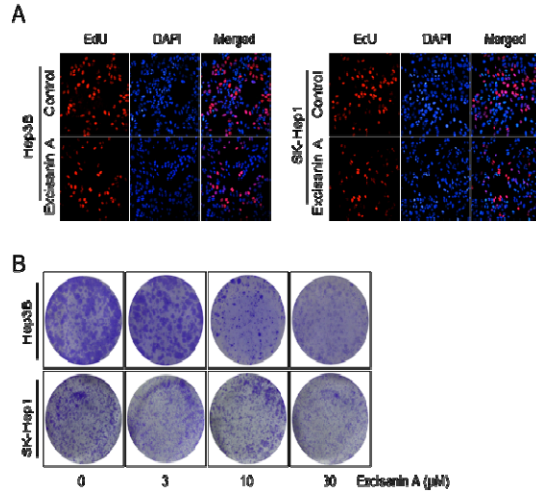 A
EdU DAPI Merged
EdU DAPI Merged
Hep3B
Control
Excisanin A
SK-Hep1
Control
Excisanin A
B
Hep3B
SK-Hep1
0 3 10 30 Excisanin A (μM)